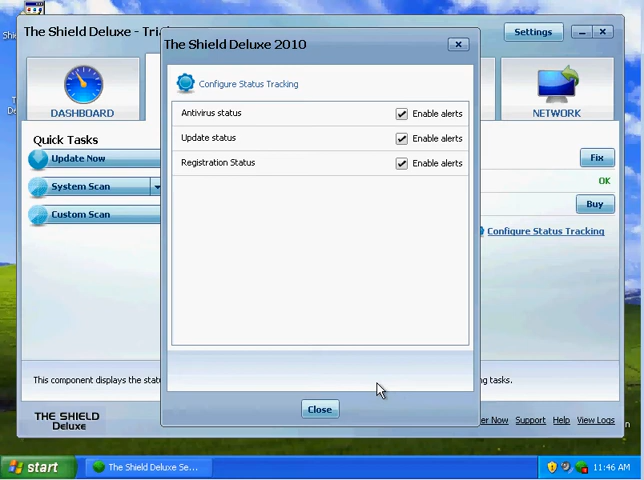 The Shield Deluxe - Tria
Settings
The Shield Deluxe 2010
DASHBOARD
NETWORK
Configure Status Tracking
Antivirus status
Enable alerts
Update status
Enable alerts
Registration Status
Enable alerts
Quick Tasks
Update Now
System Scan
Custom Scan
Fix
OK
Buy
Configure Status Tracking
This component displays the stat
ng tasks.
Close
THE SHIELD
Deluxe
er Now
Support
Help
View Logs
start
The Shield Deluxe Se...
11:46 AM